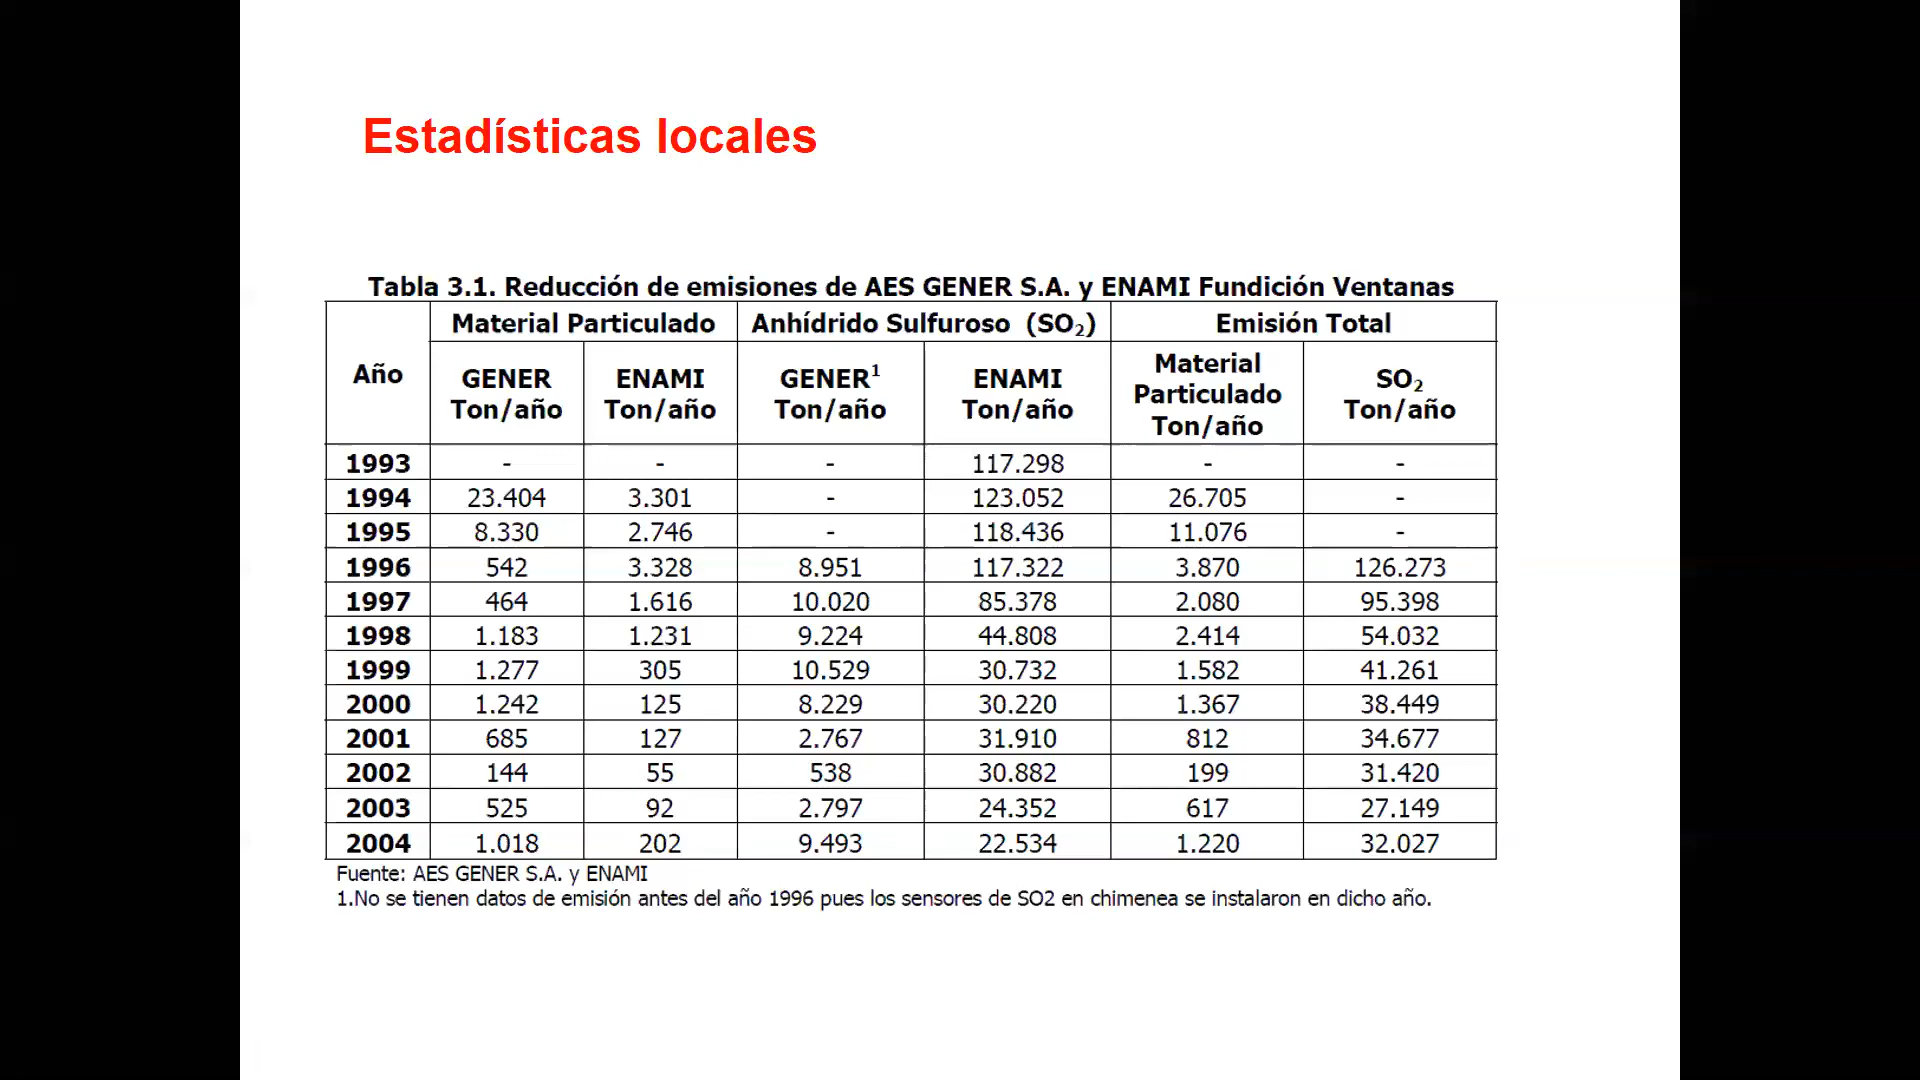 Estadísticas locales
Tabla 3.1. Reducción de emisiones de AES GENER S.A. y ENAMI Fundición Ventanas
Año | Material Particulado | Anhídrido Sulfuroso (SO₂) | Emisión Total
GENER Ton/año | ENAMI Ton/año | GENER¹ Ton/año | ENAMI Ton/año | Material Particulado Ton/año | SO₂ Ton/año
1993 | - | - | - | 117.298 | - | -
1994 | 23.404 | 3.301 | - | 123.052 | 26.705 | -
1995 | 8.330 | 2.746 | - | 118.436 | 11.076 | -
1996 | 542 | 3.328 | 8.951 | 117.322 | 3.870 | 126.273
1997 | 464 | 1.616 | 10.020 | 85.378 | 2.080 | 95.398
1998 | 1.183 | 1.231 | 9.224 | 44.808 | 2.414 | 54.032
1999 | 1.277 | 305 | 10.529 | 30.732 | 1.582 | 41.261
2000 | 1.242 | 125 | 8.229 | 30.220 | 1.367 | 38.449
2001 | 685 | 127 | 2.767 | 31.910 | 812 | 34.677
2002 | 144 | 55 | 538 | 30.882 | 199 | 31.420
2003 | 525 | 92 | 2.797 | 24.352 | 617 | 27.149
2004 | 1.018 | 202 | 9.493 | 22.534 | 1.220 | 32.027
Fuente: AES GENER S.A. y ENAMI
1.No se tienen datos de emisión antes del año 1996 pues los sensores de SO2 en chimenea se instalaron en dicho año.